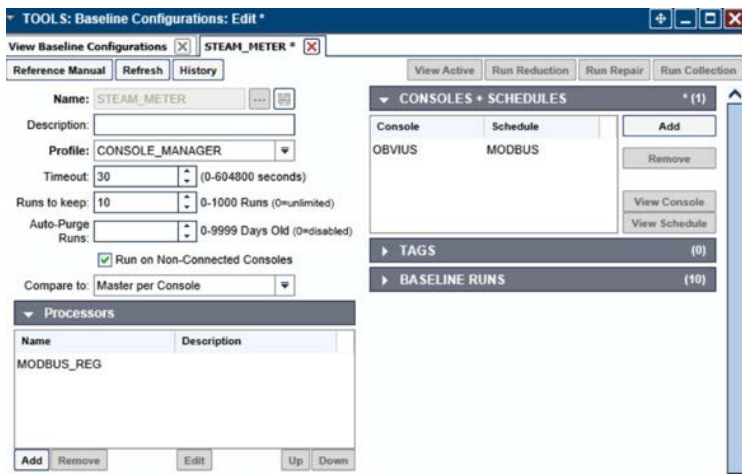 TOOLS: Baseline Configurations: Edit *
View Baseline Configurations STEAM_METER *
Reference Manual Refresh History View Active Run Reduction Run Repair Run Collection
Name: STEAM_METER ...
Description:
Profile: CONSOLE_MANAGER
Timeout: 30 (0-604800 seconds)
Runs to keep: 10 0-1000 Runs (0=unlimited)
Auto-Purge
Runs: 0-9999 Days Old (0=disabled)
Run on Non-Connected Consoles
Compare to: Master per Console
Processors
Name Description
MODBUS_REG
Add Remove Edit Up Down
CONSOLES + SCHEDULES * (1)
Console Schedule
OBVIUS MODBUS
Add
Remove
View Console
View Schedule
TAGS (0)
BASELINE RUNS (10)